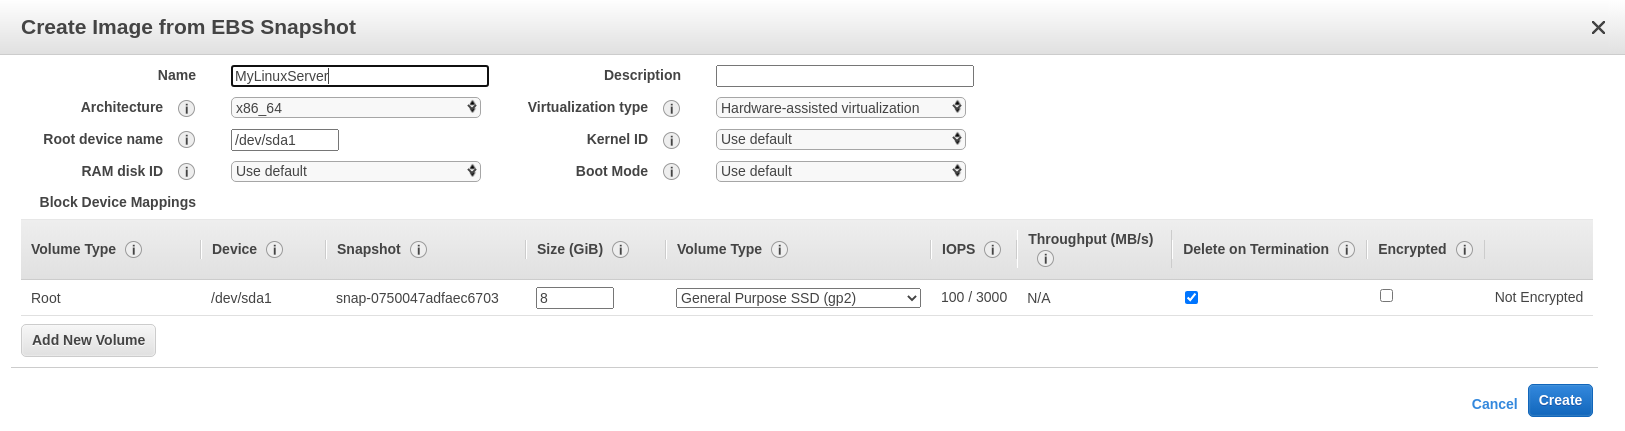 Create Image from EBS Snapshot
Name MyLinuxServer Description
Architecture x86_64 Virtualization type Hardware-assisted virtualization
Root device name /dev/sda1 Kernel ID Use default
RAM disk ID Use default Boot Mode Use default
Block Device Mappings
Volume Type Device Snapshot Size (GiB) Volume Type IOPS Throughput (MB/s) Delete on Termination Encrypted
Root /dev/sda1 snap-0750047adfaec6703 8 General Purpose SSD (gp2) 100 / 3000 N/A Not Encrypted
Add New Volume
Cancel Create